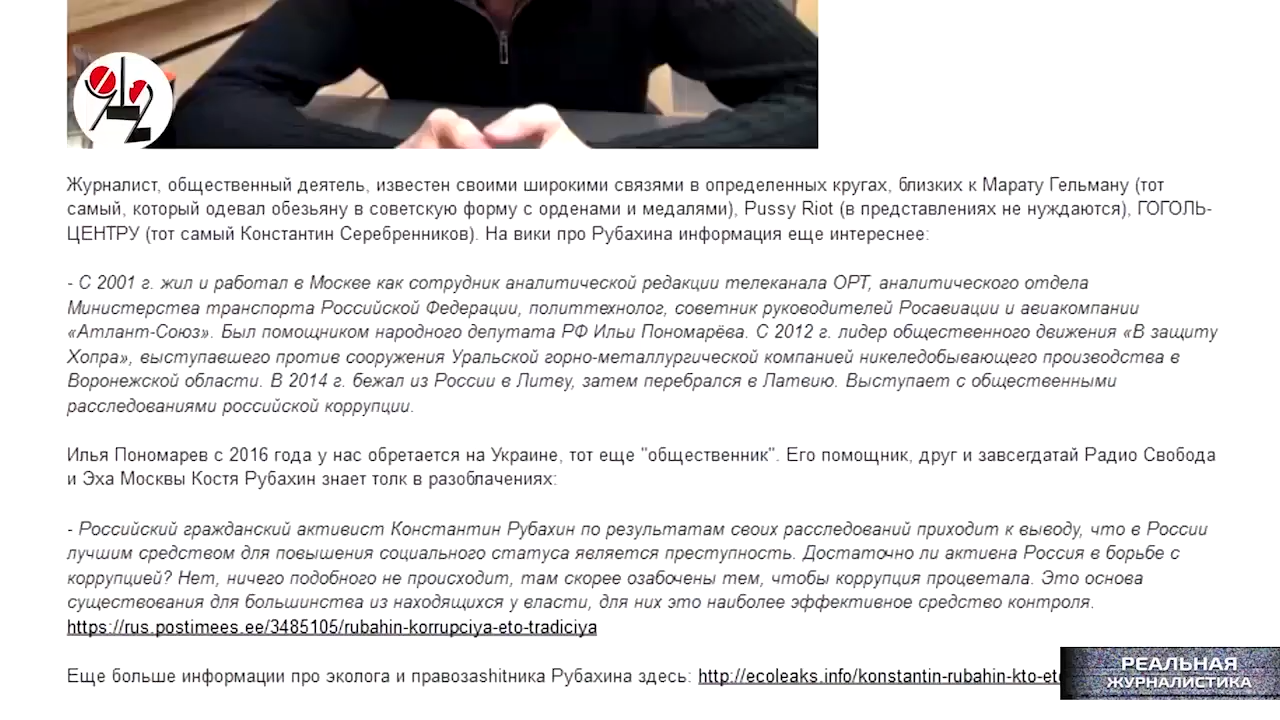 Журналист, общественный деятель, известен своими широкими связями в определенных кругах, близких к Марату Гельману (тот
самый, который одевал обезьяну в советскую форму с орденами и медалями), Pussy Riot (в представлениях не нуждаются), ГОГОЛЬ-
ЦЕНТРУ (тот самый Константин Серебренников). На вики про Рубахина информация еще интереснее:
- С 2001 г. жил и работал в Москве как сотрудник аналитической редакции телеканала ОРТ, аналитического отдела
Министерства транспорта Российской Федерации, политтехнолог, советник руководителей Росавиации и авиакомпании
«Атлант-Союз». Был помощником народного депутата РФ Ильи Пономарёва. С 2012 г. лидер общественного движения «В защиту
Хопра», выступавшего против сооружения Уральской горно-металлургической компанией никеледобывающего производства в
Воронежской области. В 2014 г. бежал из России в Литву, затем перебрался в Латвию. Выступает с общественными
расследованиями российской коррупции.
Илья Пономарев с 2016 года у нас обретается на Украине, тот еще "общественник". Его помощник, друг и завсегдатай Радио Свобода
и Эха Москвы Костя Рубахин знает толк в разоблачениях:
- Российский гражданский активист Константин Рубахин по результатам своих расследований приходит к выводу, что в России
лучшим средством для повышения социального статуса является преступность. Достаточно ли активна Россия в борьбе с
коррупцией? Нет, ничего подобного не происходит, там скорее озабочены тем, чтобы коррупция процветала. Это основа
существования для большинства из находящихся у власти, для них это наиболее эффективное средство контроля.
https://rus.postimees.ee/3485105/rubahin-korrupciya-eto-tradiciya
Еще больше информации про эколога и правозаshitника Рубахина здесь: http://ecoleaks.info/konstantin-rubahin-kto-eto
РЕАЛЬНАЯ
ЖУРНАЛИСТИКА